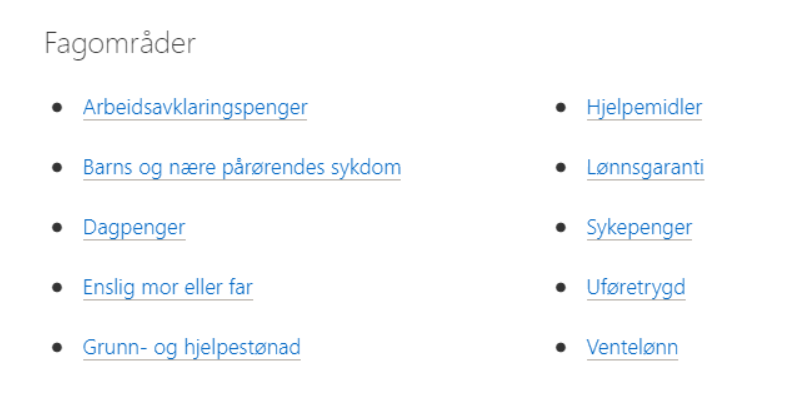 Fagområder
Arbeidsavklaringspenger
Barns og nære pårørendes sykdom
Dagpenger
Enslig mor eller far
Grunn- og hjelpestønad
Hjelpemidler
Lønnsgaranti
Sykepenger
Uføretrygd
Ventelønn